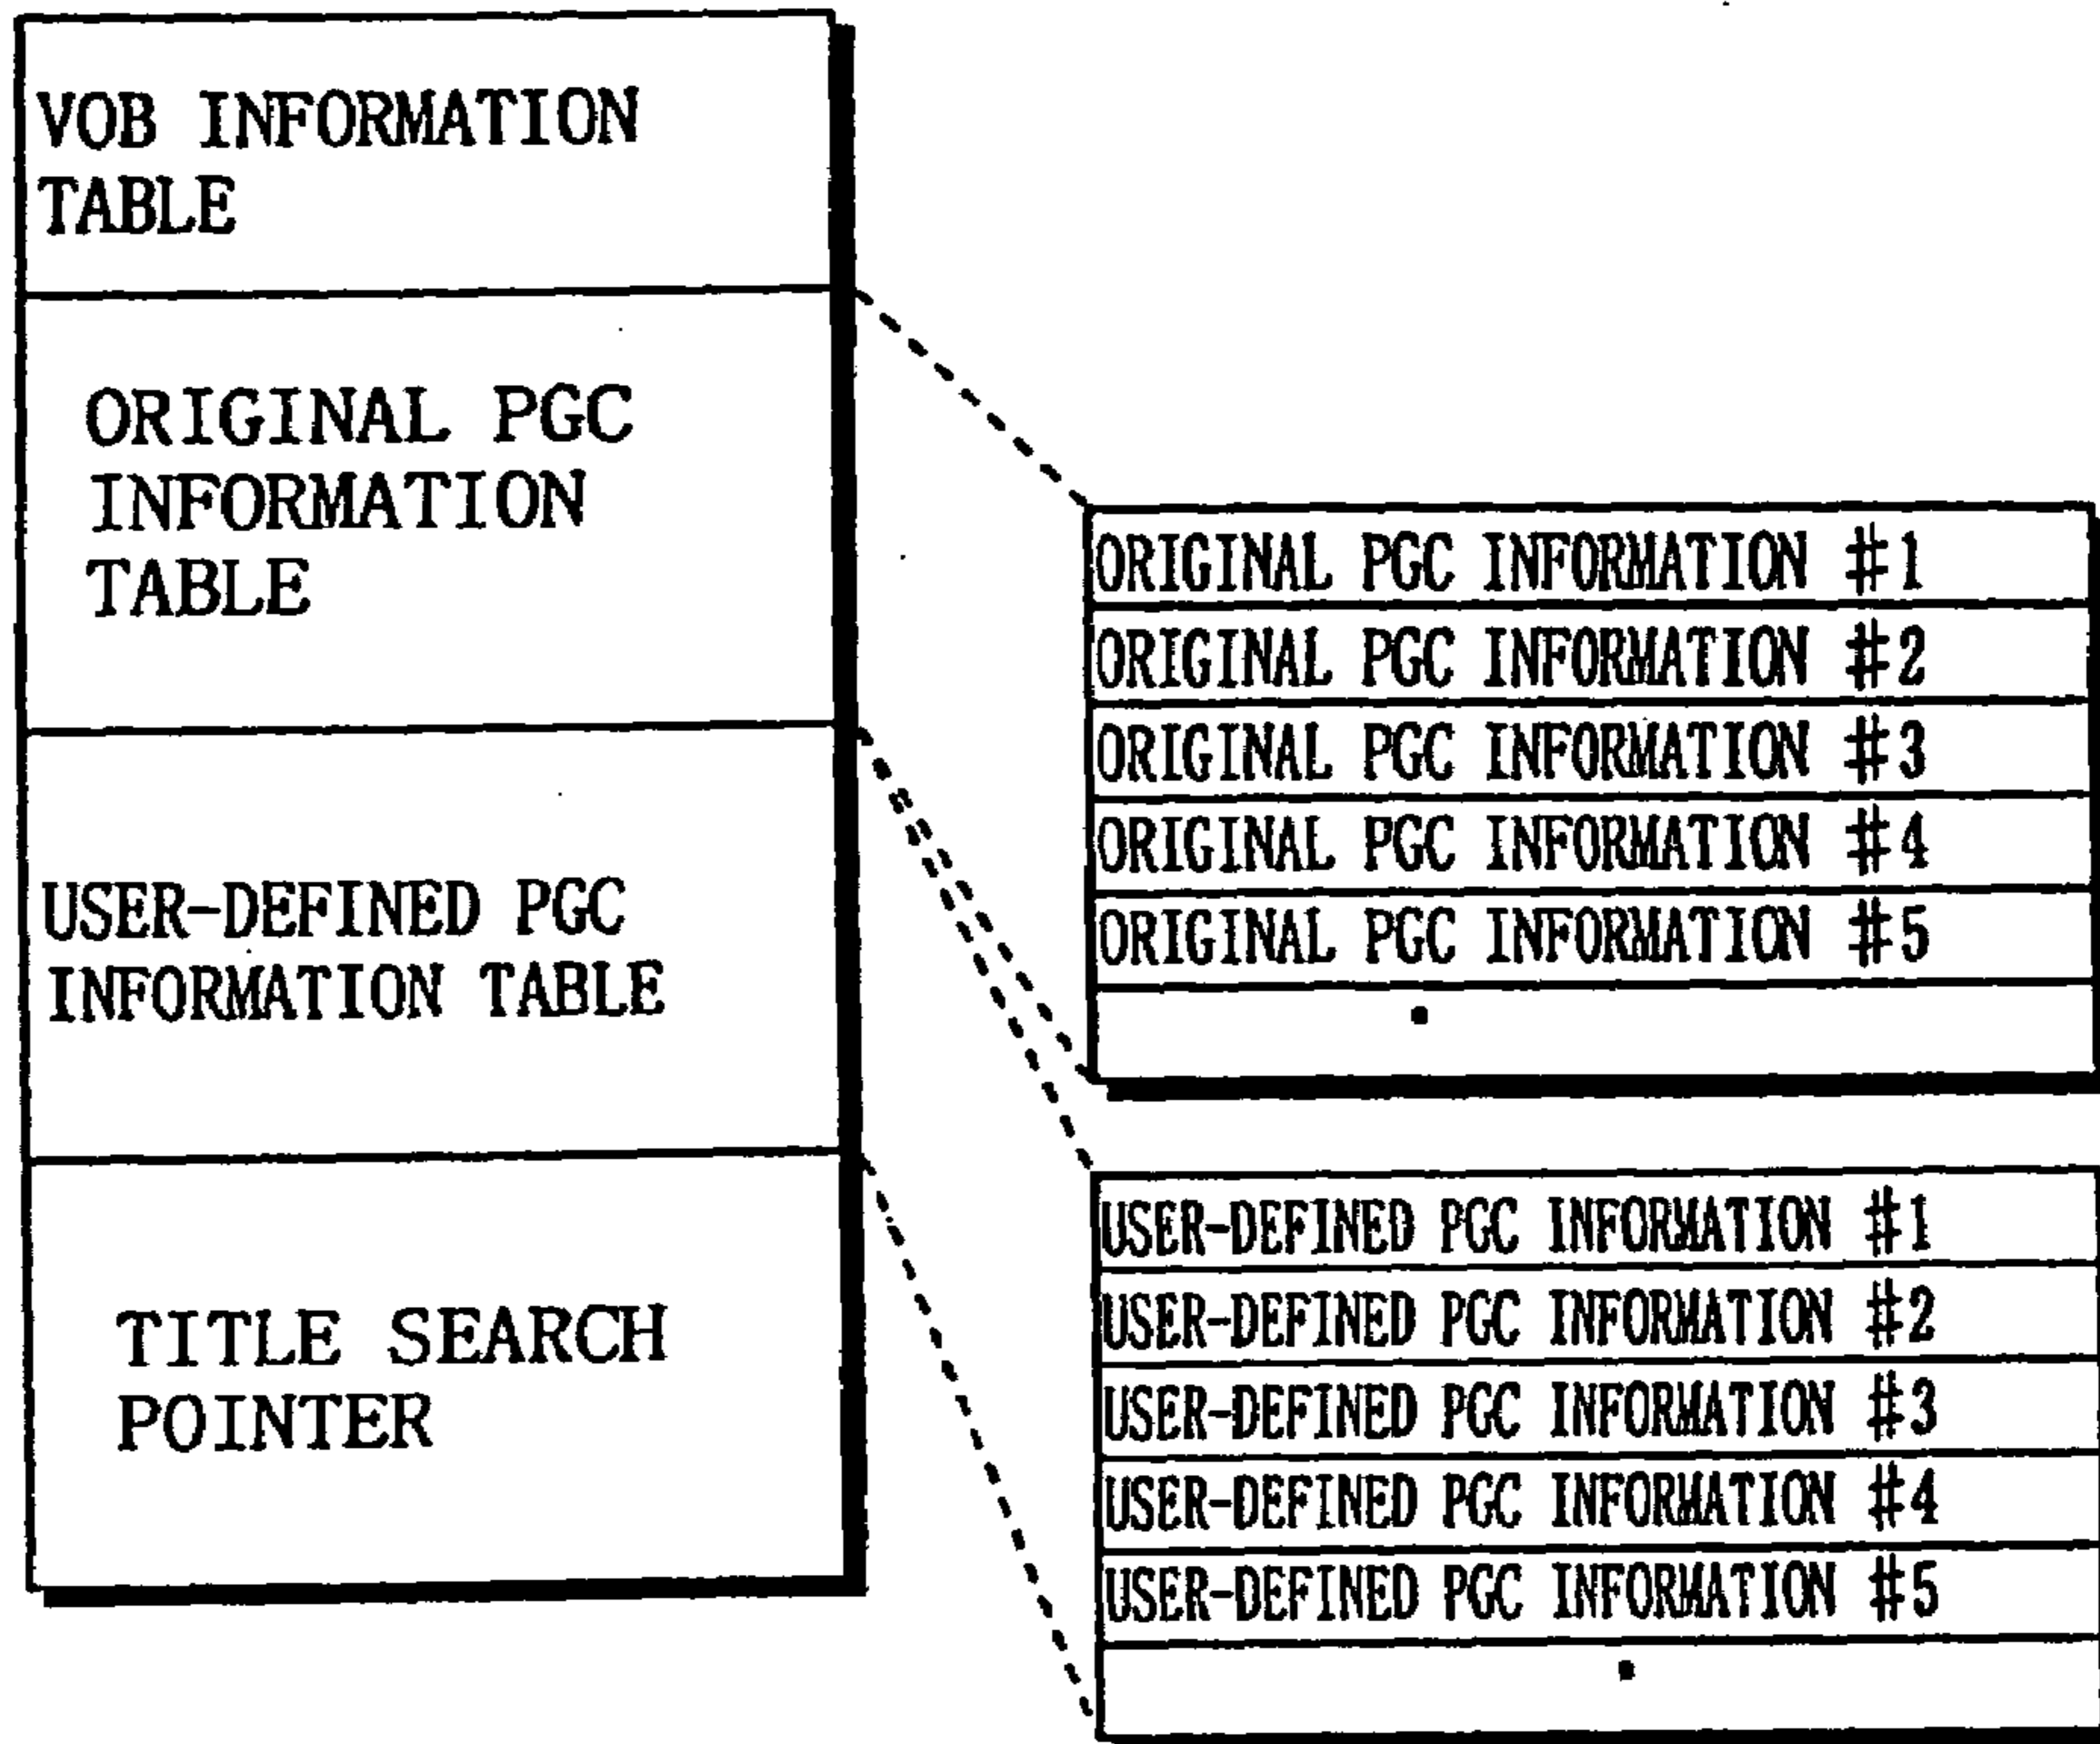 VOB INFORMATION
TABLE
ORIGINAL PGC
INFORMATION
TABLE
USER-DEFINED PGC
INFORMATION TABLE
TITLE SEARCH
POINTER
ORIGINAL PGC INFORMATION #1
ORIGINAL PGC INFORMATION #2
ORIGINAL PGC INFORMATION #3
ORIGINAL PGC INFORMATION #4
ORIGINAL PGC INFORMATION #5
USER-DEFINED PGC INFORMATION #1
USER-DEFINED PGC INFORMATION #2
USER-DEFINED PGC INFORMATION #3
USER-DEFINED PGC INFORMATION #4
USER-DEFINED PGC INFORMATION #5